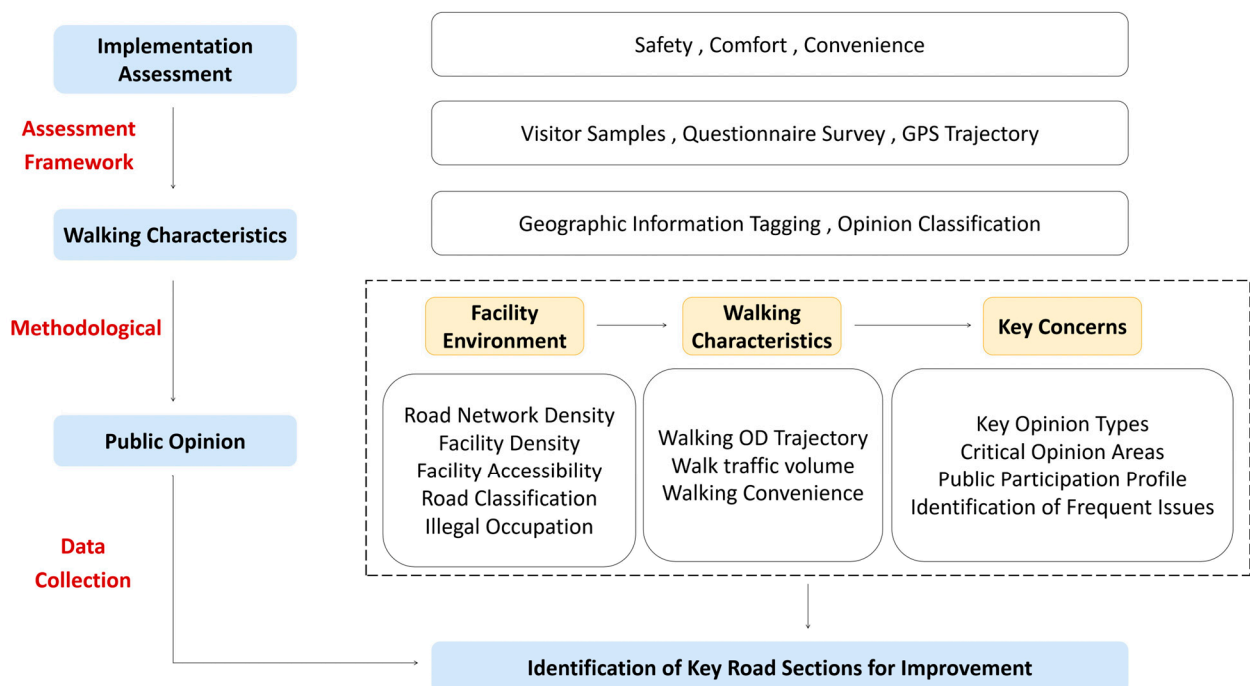 Implementation
Assessment
Safety , Comfort , Convenience
Assessment
Framework
Visitor Samples , Questionnaire Survey , GPS Trajectory
Walking Characteristics
Geographic Information Tagging , Opinion Classification
Methodological
Facility
Environment
Walking
Characteristics
Key Concerns
Road Network Density
Facility Density
Facility Accessibility
Road Classification
Illegal Occupation
Walking OD Trajectory
Walk traffic volume
Walking Convenience
Key Opinion Types
Critical Opinion Areas
Public Participation Profile
Identification of Frequent Issues
Public Opinion
Data
Collection
Identification of Key Road Sections for Improvement